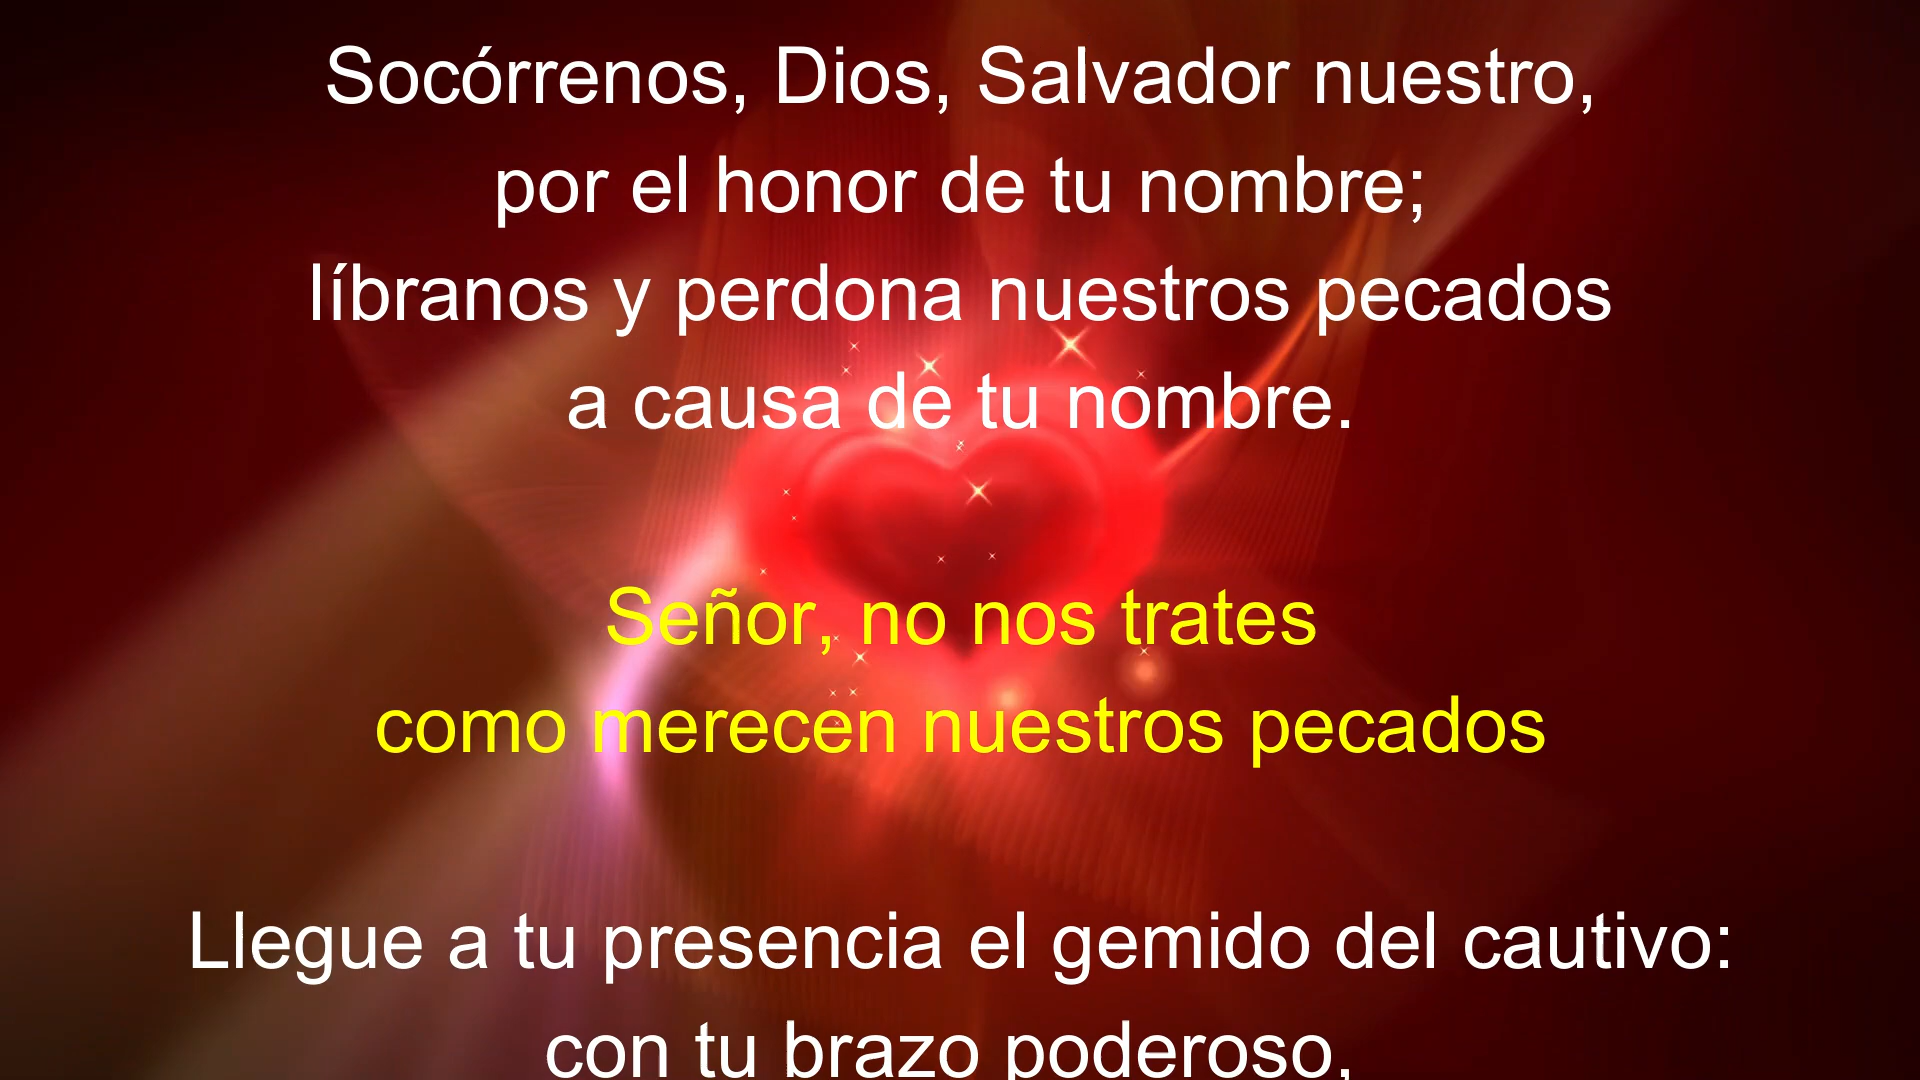 Socórrenos, Dios, Salvador nuestro,
por el honor de tu nombre;
líbranos y perdona nuestros pecados
a causa de tu nombre.
Señor, no nos trates
como merecen nuestros pecados
Llegue a tu presencia el gemido del cautivo:
con tu brazo poderoso,